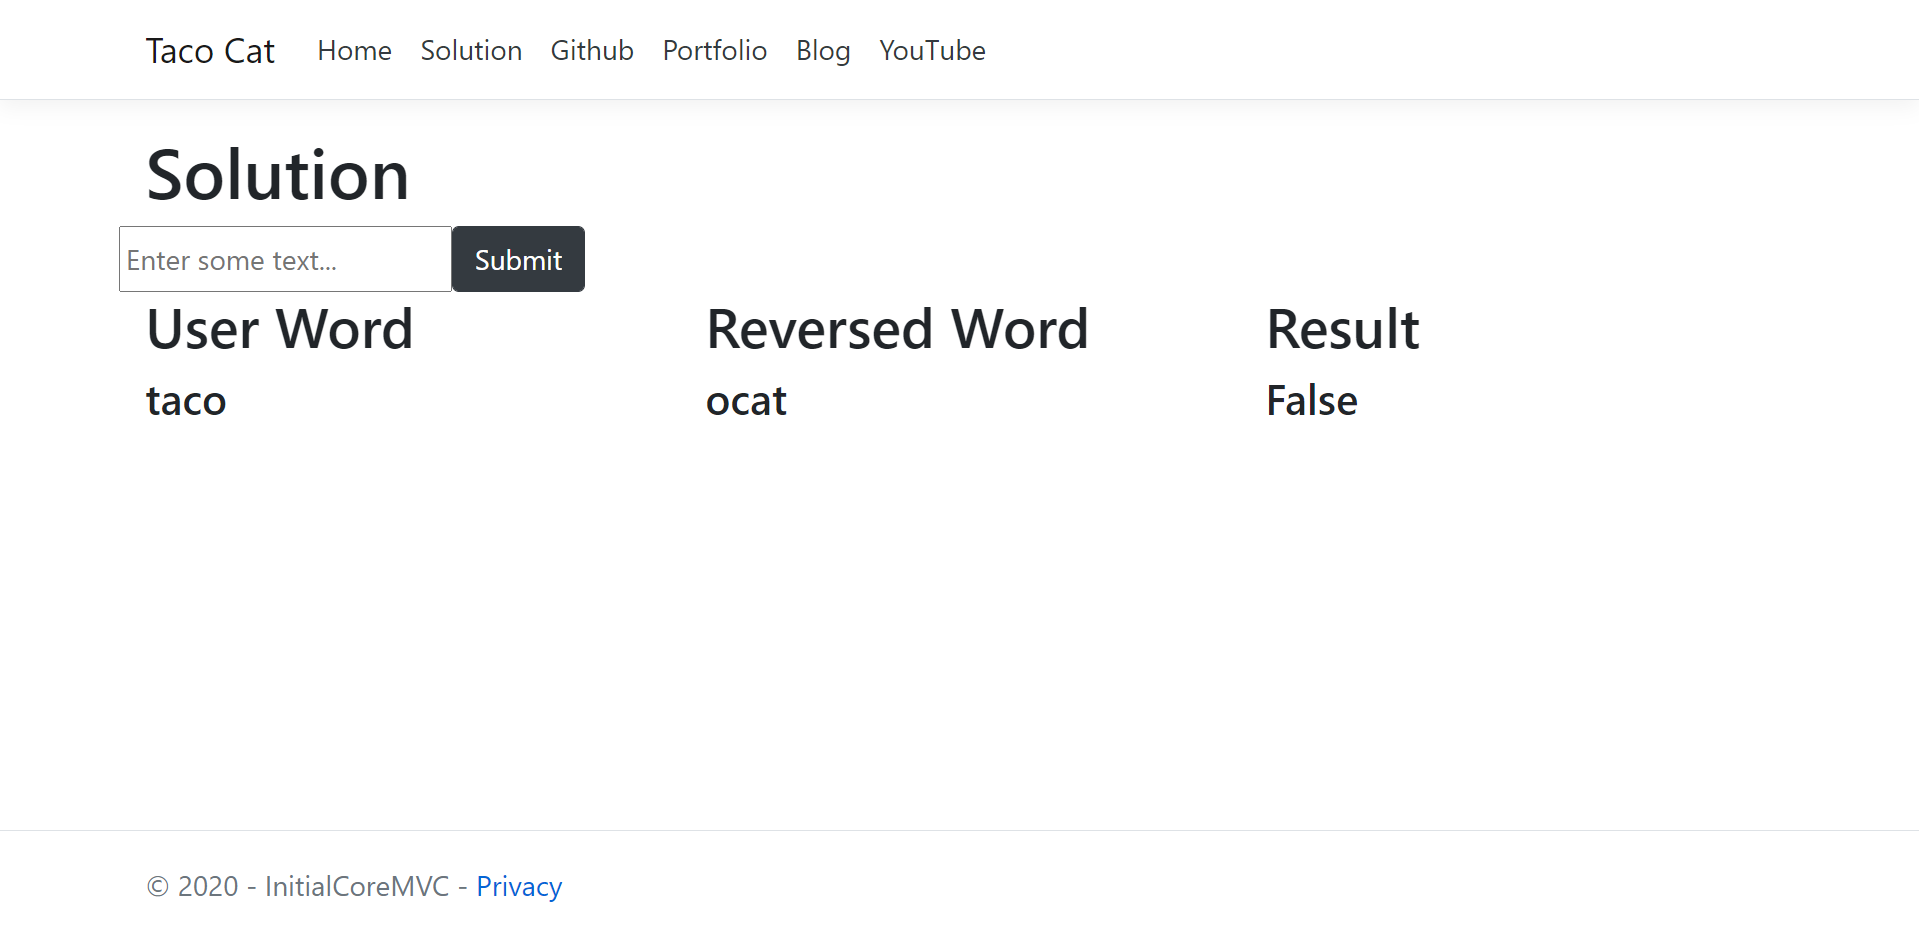 Taco Cat Home Solution Github Portfolio Blog YouTube
Solution
Enter some text... Submit
User Word Reversed Word Result
taco ocat False
© 2020 - InitialCoreMVC - Privacy